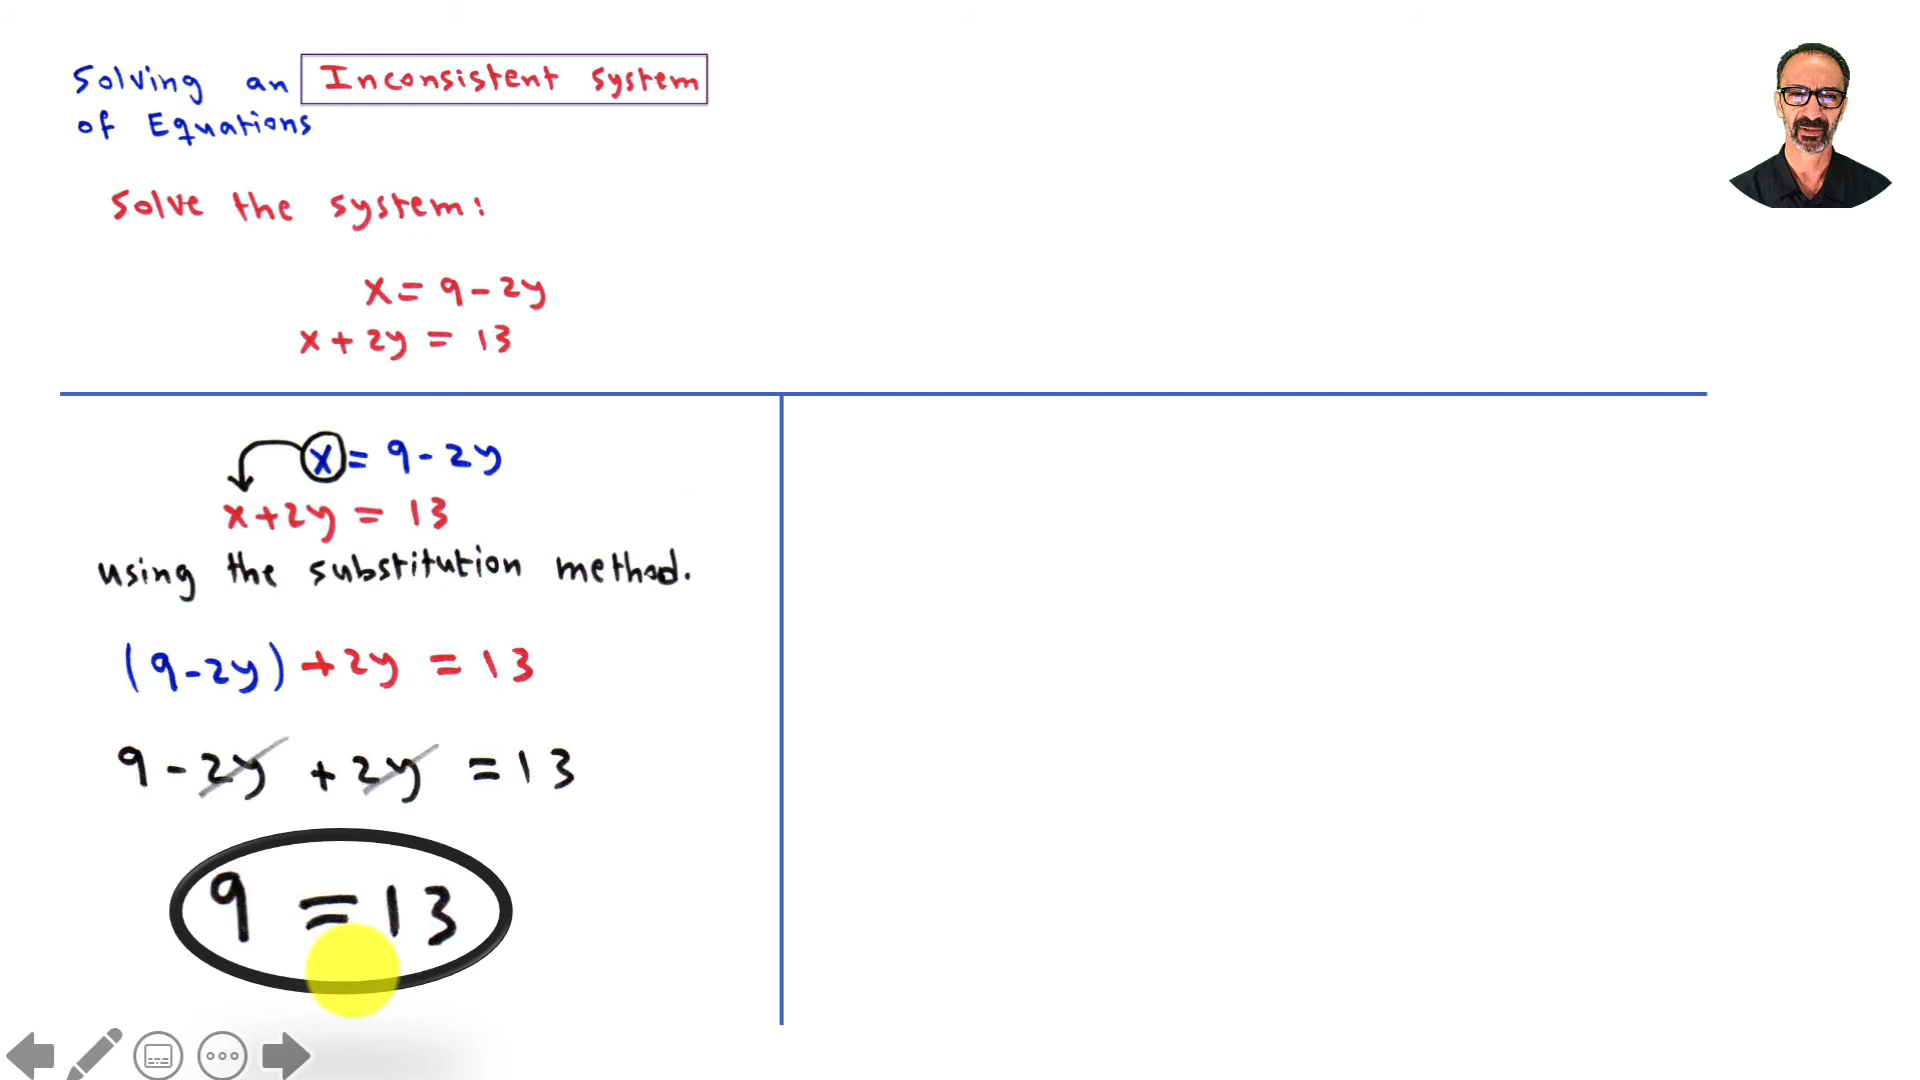 Solving an Inconsistent system
of Equations
Solve the system:
x = 9 - 2y
x + 2y = 13
x = 9 - 2y
x + 2y = 13
using the substitution method.
(9 - 2y) + 2y = 13
9 - 2y + 2y = 13
9 = 13